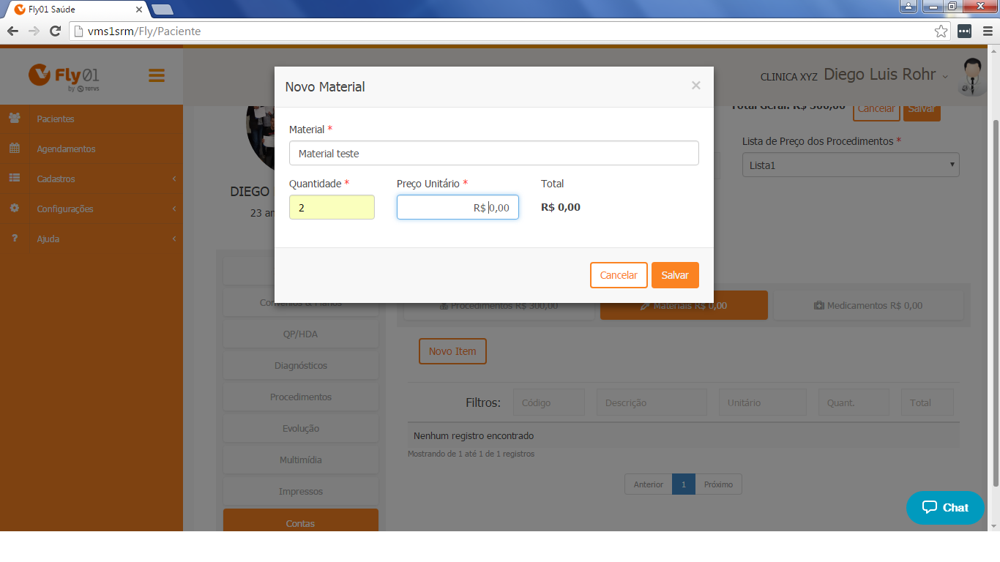 Fly01 Saúde
vms1srm/Fly/Paciente
Fly01
by TOTVS
CLINICA XYZ Diego Luis Rohr
Pacientes
Agendamentos
Cadastros
Configurações
Ajuda
Total Geral: R$ 300,00
Cancelar
Salvar
Lista de Preço dos Procedimentos *
Lista1
DIEGO
23 an
Novo Material
×
Material *
Material teste
Quantidade *
Preço Unitário *
Total
2
R$ 0,00
R$ 0,00
Cancelar
Salvar
Convênios & Planos
QP/HDA
Diagnósticos
Procedimentos
Evolução
Multimídia
Impressos
Contas
Procedimentos R$ 300,00
Materiais R$ 0,00
Medicamentos R$ 0,00
Novo Item
Filtros:
Código
Descrição
Unitário
Quant.
Total
Nenhum registro encontrado
Mostrando de 1 até 1 de 1 registros
Anterior
1
Próximo
Chat